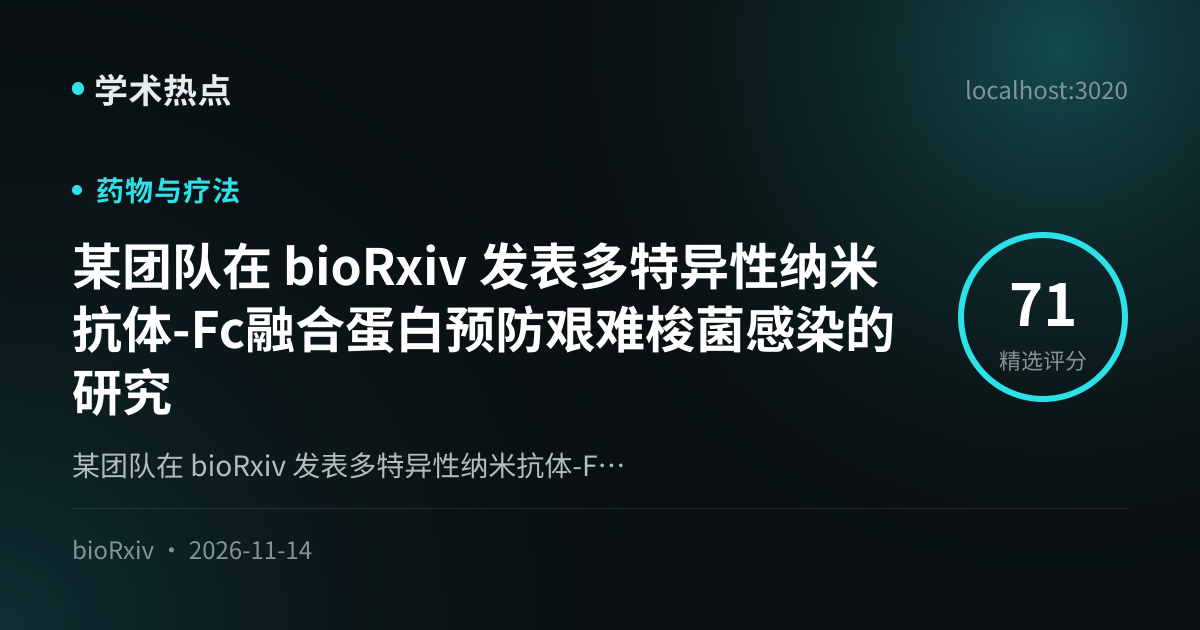 学术热点
localhost:3020
药物与疗法
某团队在 bioRxiv 发表多特异性纳米
抗体-Fc融合蛋白预防艰难梭菌感染的
研究
71
精选评分
某团队在 bioRxiv 发表多特异性纳米抗体-F···
bioRxiv · 2026-11-14